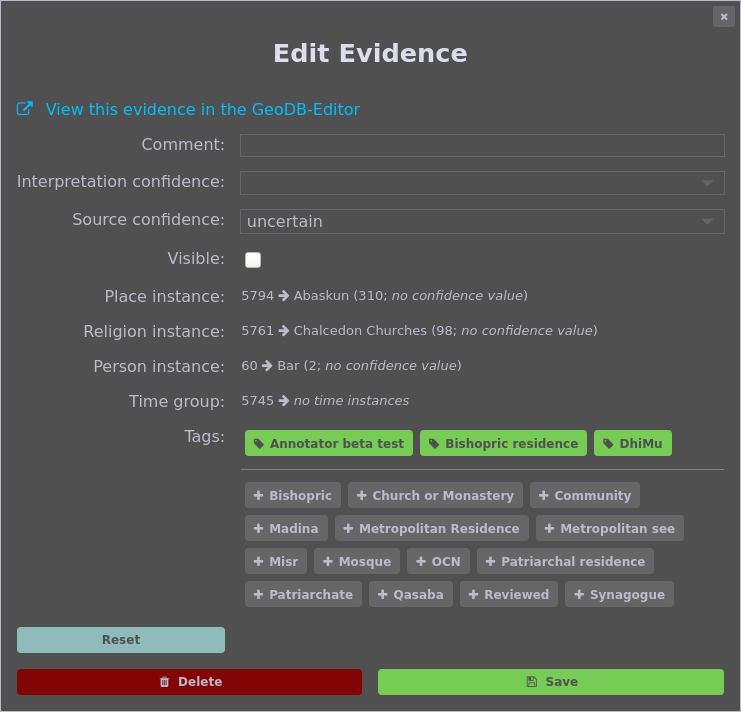 Edit Evidence
View this evidence in the GeoDB-Editor
Comment:
Interpretation confidence:
Source confidence: uncertain
Visible:
Place instance: 5794 → Abaskun (310; no confidence value)
Religion instance: 5761 → Chalcedon Churches (98; no confidence value)
Person instance: 60 → Bar (2; no confidence value)
Time group: 5745 → no time instances
Tags: Annotator beta test Bishopric residence DhiMu
+ Bishopric + Church or Monastery + Community
+ Madina + Metropolitan Residence + Metropolitan see
+ Misr + Mosque + OCN + Patriarchal residence
+ Patriarchate + Qasaba + Reviewed + Synagogue
Reset
Delete Save